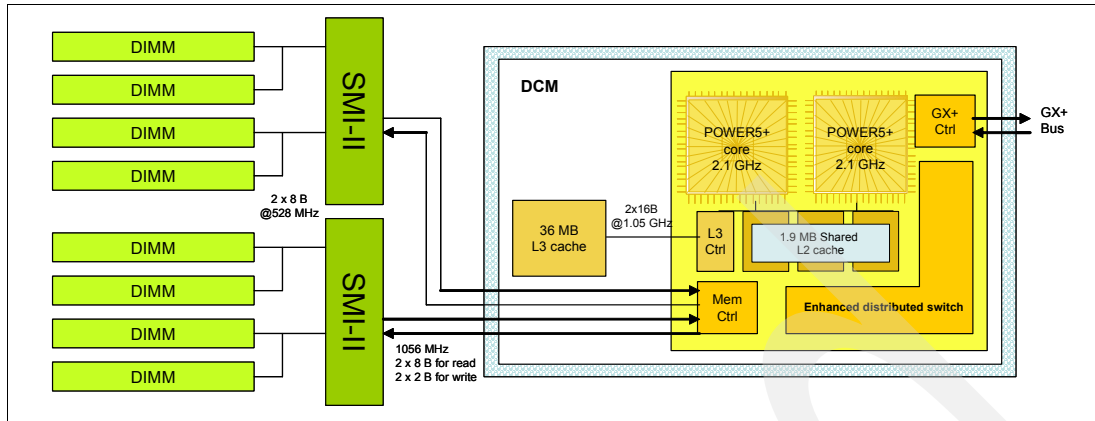 DIMM
DIMM
DIMM
DIMM
SMI-II
2 x 8 B
@528 MHz
DIMM
DIMM
DIMM
DIMM
SMI-II
1056 MHz
2 x 8 B for read
2 x 2 B for write
DCM
POWER5+
core
2.1 GHz
POWER5+
core
2.1 GHz
GX+
Ctrl
GX+
Bus
36 MB
L3 cache
2x16B
@1.05 GHz
L3
Ctrl
1.9 MB Shared
L2 cache
Mem
Ctrl
Enhanced distributed switch